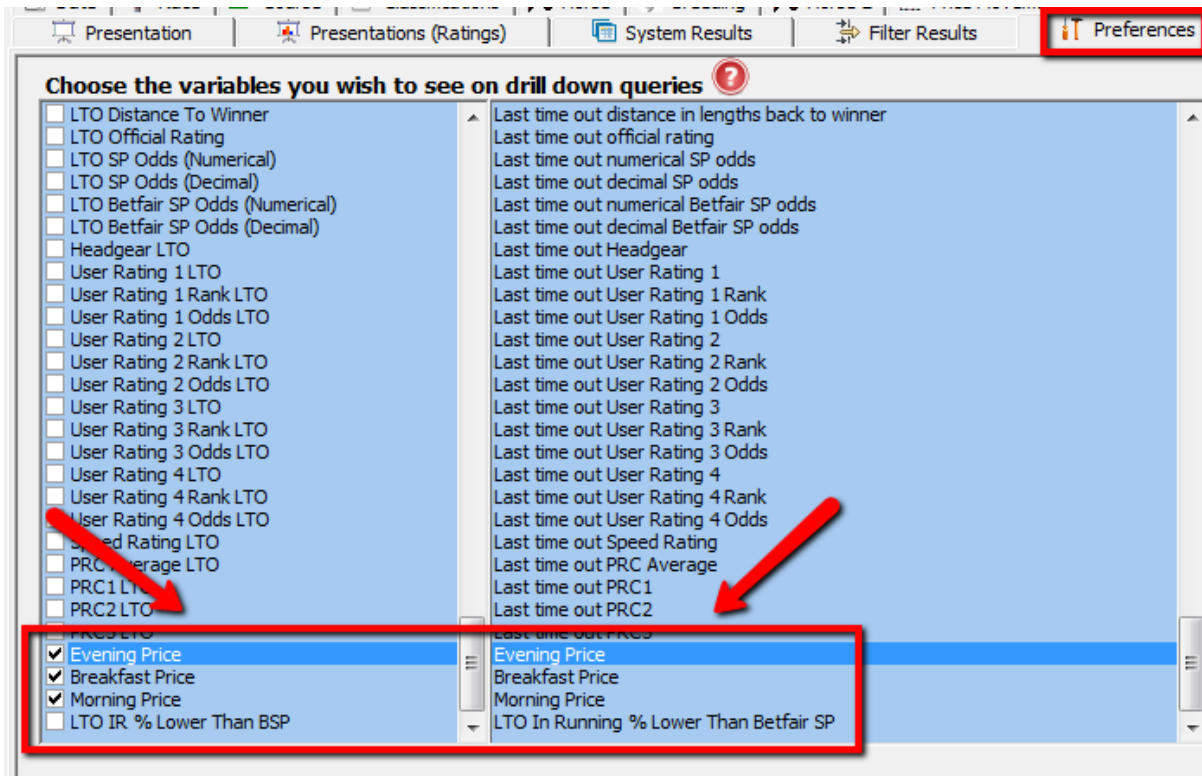 Presentation Presentations (Ratings) System Results Filter Results Preferences
Choose the variables you wish to see on drill down queries ?
LTO Distance To Winner Last time out distance in lengths back to winner
LTO Official Rating Last time out official rating
LTO SP Odds (Numerical) Last time out numerical SP odds
LTO SP Odds (Decimal) Last time out decimal SP odds
LTO Betfair SP Odds (Numerical) Last time out numerical Betfair SP odds
LTO Betfair SP Odds (Decimal) Last time out decimal Betfair SP odds
Headgear LTO Last time out Headgear
User Rating 1 LTO Last time out User Rating 1
User Rating 1 Rank LTO Last time out User Rating 1 Rank
User Rating 1 Odds LTO Last time out User Rating 1 Odds
User Rating 2 LTO Last time out User Rating 2
User Rating 2 Rank LTO Last time out User Rating 2 Rank
User Rating 2 Odds LTO Last time out User Rating 2 Odds
User Rating 3 LTO Last time out User Rating 3
User Rating 3 Rank LTO Last time out User Rating 3 Rank
User Rating 3 Odds LTO Last time out User Rating 3 Odds
User Rating 4 LTO Last time out User Rating 4
User Rating 4 Rank LTO Last time out User Rating 4 Rank
User Rating 4 Odds LTO Last time out User Rating 4 Odds
Speed Rating LTO Last time out Speed Rating
PRC Average LTO Last time out PRC Average
PRC1 LTO Last time out PRC1
PRC2 LTO Last time out PRC2
PRC3 LTO Last time out PRC3
Evening Price Evening Price
Breakfast Price Breakfast Price
Morning Price Morning Price
LTO IR % Lower Than BSP LTO In Running % Lower Than Betfair SP